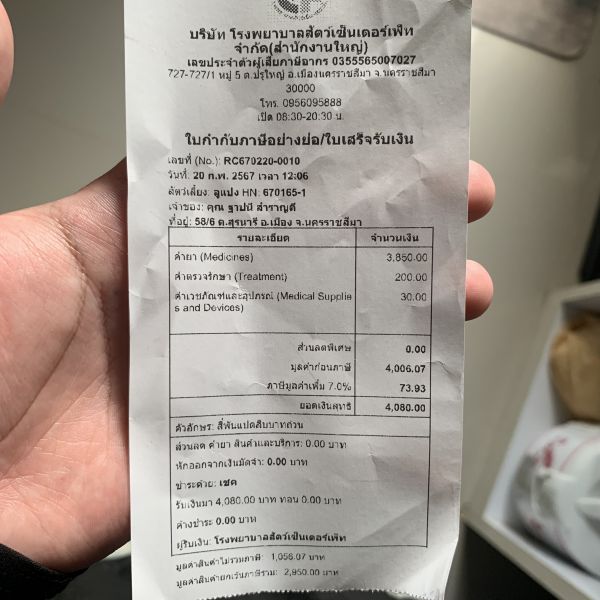 บริษัท โรงพยาบาลสัตว์เซ็นเตอร์เพ็ท
จำกัด(สำนักงานใหญ่)
เลขประจำตัวผู้เสียภาษีอากร 0355565007027
727-727/1 หมู่ 5 ต.ปรุใหญ่ อ.เมืองนครราชสีมา จ.นครราชสีมา
30000
โทร. 0956095888
เปิด 08:30-20:30 น.
ใบกำกับภาษีอย่างย่อ/ใบเสร็จรับเงิน
เลขที่ (No.): RC670220-0010
วันที่: 20 ก.พ. 2567 เวลา 12:06
สัตว์เลี้ยง: อูแปง HN: 670165-1
เจ้าของ: คุณ ฐาปนี สำราญดี
ที่อยู่: 58/6 ต.สุรนารี อ.เมือง จ.นครราชสีมา
รายละเอียด จำนวนเงิน
ค่ายา (Medicines) 3,850.00
ค่าตรวจรักษา (Treatment) 200.00
ค่าเวชภัณฑ์และอุปกรณ์ (Medical Supplie 30.00
s and Devices)
ส่วนลดพิเศษ 0.00
มูลค่าก่อนภาษี 4,006.07
ภาษีมูลค่าเพิ่ม 7.0% 73.93
ยอดเงินสุทธิ 4,080.00
ตัวอักษร: สี่พันแปดสิบบาทถ้วน
ส่วนลด ค่ายา สินค้าและบริการ: 0.00 บาท
หักออกจากเงินมัดจำ: 0.00 บาท
ชำระด้วย: เชค
รับเงินมา 4,080.00 บาท ทอน 0.00 บาท
ค้างชำระ 0.00 บาท
ผู้รับเงิน: โรงพยาบาลสัตว์เซ็นเตอร์เพ็ท
มูลค่าสินค้าไม่รวมภาษี: 1,056.07 บาท
มูลค่าสินค้ายกเว้นภาษีรวม: 2,950.00 บาท